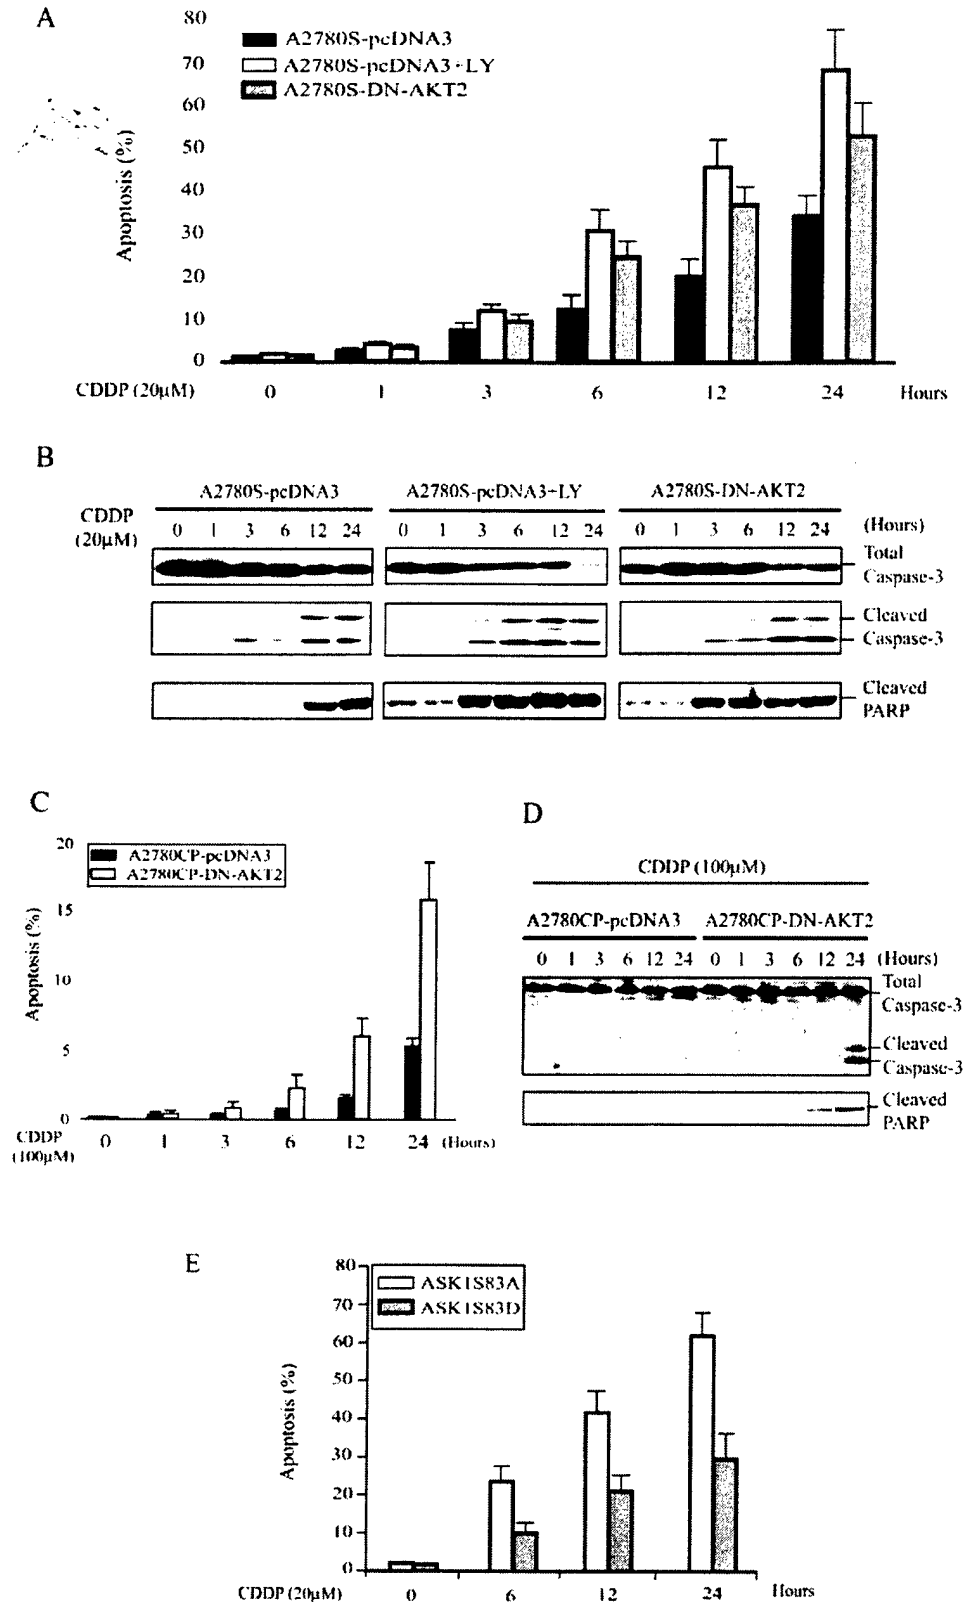 A
80
70
60
50
40
30
20
10
0
Apoptosis (%)
A2780S-pcDNA3
A2780S-pcDNA3+LY
A2780S-DN-AKT2
CDDP (20μM) 0 1 3 6 12 24 Hours
B
A2780S-pcDNA3 A2780S-pcDNA3+LY A2780S-DN-AKT2
CDDP
(20μM)
0 1 3 6 12 24 0 1 3 6 12 24 0 1 3 6 12 24 (Hours)
Total
Caspase-3
Cleaved
Caspase-3
Cleaved
PARP
C
20
15
10
5
0
Apoptosis (%)
A2780CP-pcDNA3
A2780CP-DN-AKT2
CDDP
(100μM)
0 1 3 6 12 24 (Hours)
D
CDDP (100μM)
A2780CP-pcDNA3 A2780CP-DN-AKT2
0 1 3 6 12 24 0 1 3 6 12 24 (Hours)
Total
Caspase-3
Cleaved
Caspase-3
Cleaved
PARP
E
80
70
60
50
40
30
20
10
0
Apoptosis (%)
ASK1S83A
ASK1S83D
CDDP (20μM) 0 6 12 24 Hours